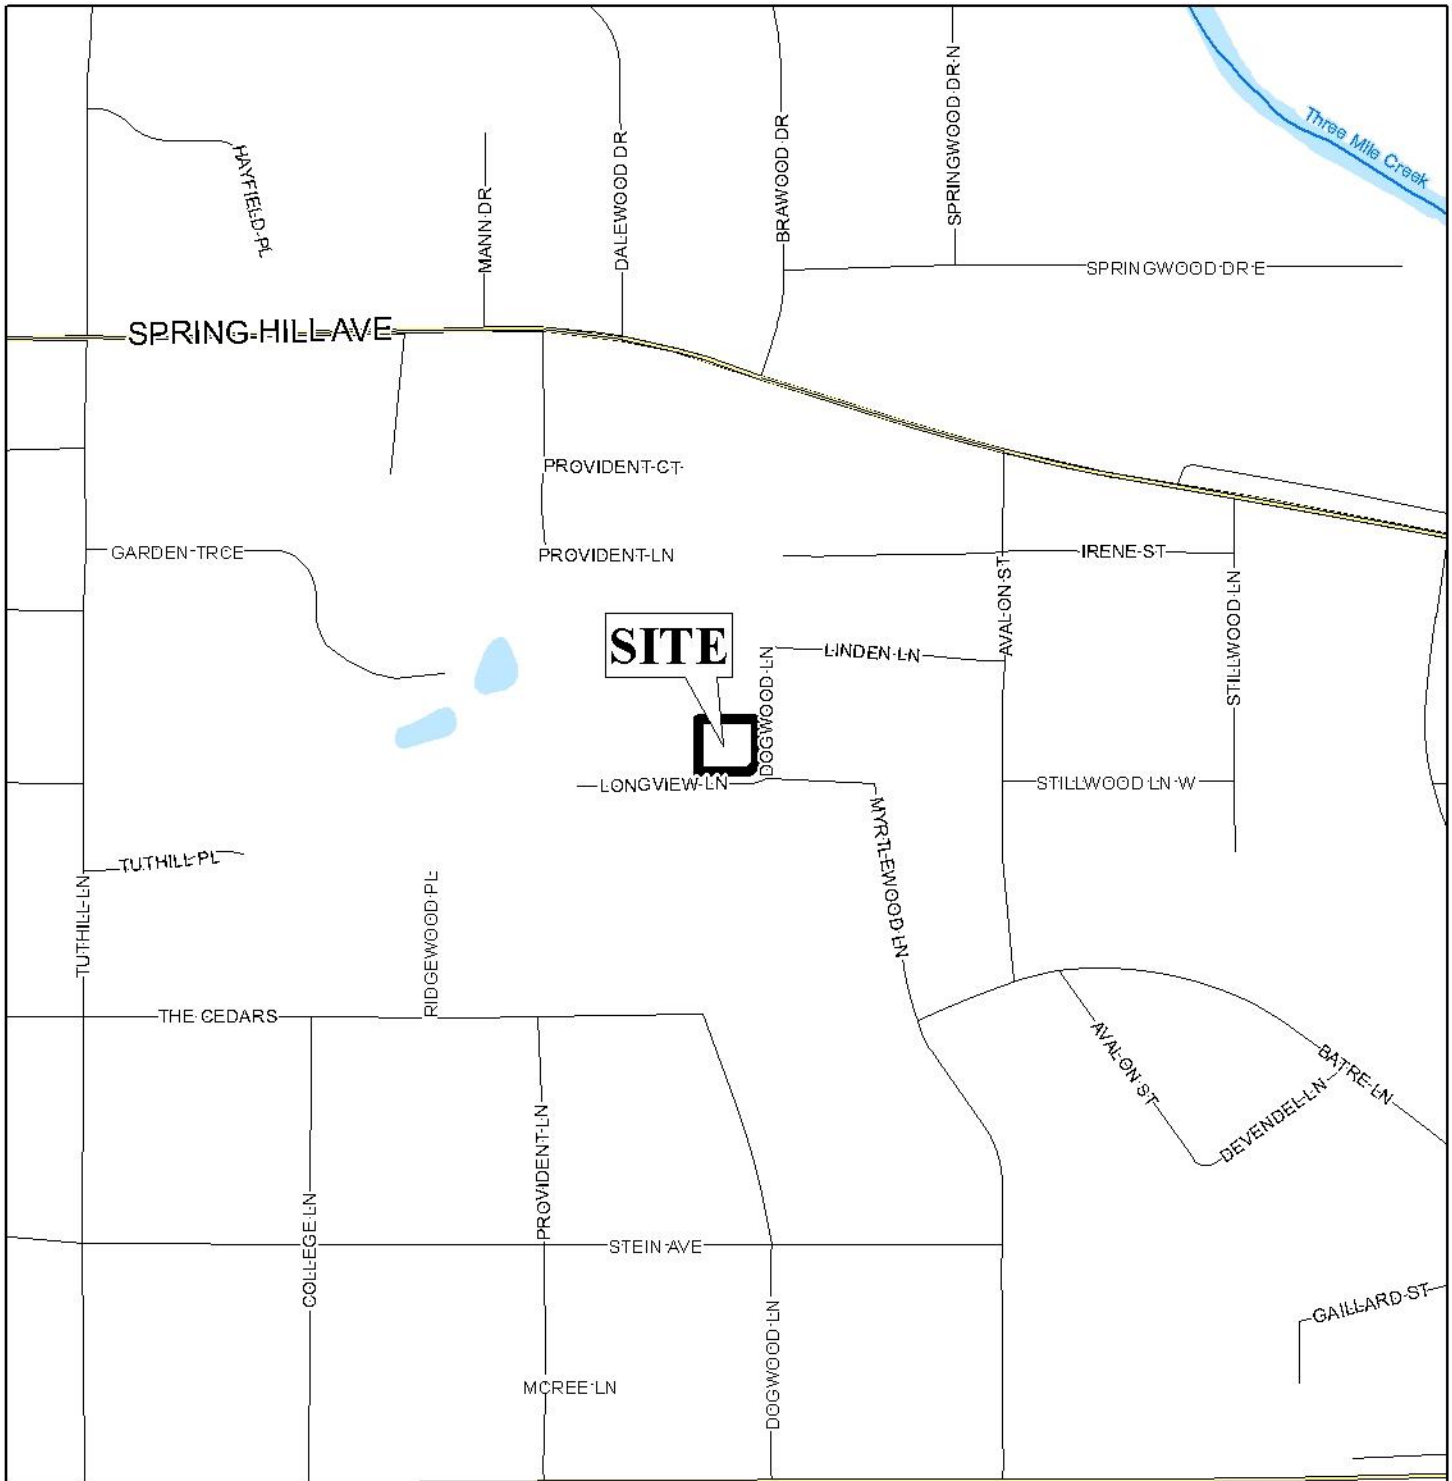 SPRINGWOOD DR N
BRAWOOD DR
Three Mile Creek
DALEWOOD DR
HAYFIELD PL
MANN DR
SPRINGWOOD DR E
SPRING HILL AVE
PROVIDENT CT
GARDEN TRCE
PROVIDENT LN
IRENE ST
AVALON ST
STILLWOOD LN
SITE
DOGWOOD LN
LINDEN LN
LONGVIEW LN
STILLWOOD LN W
MYRTLEWOOD LN
TUTHILL PL
TUTHILL LN
RIDGEWOOD PL
THE CEDARS
AVALON ST
BATRE LN
DEVENDEL LN
PROVIDENT LN
COLLEGE LN
STEIN AVE
GAILLARD ST
DOGWOOD LN
MCREE LN